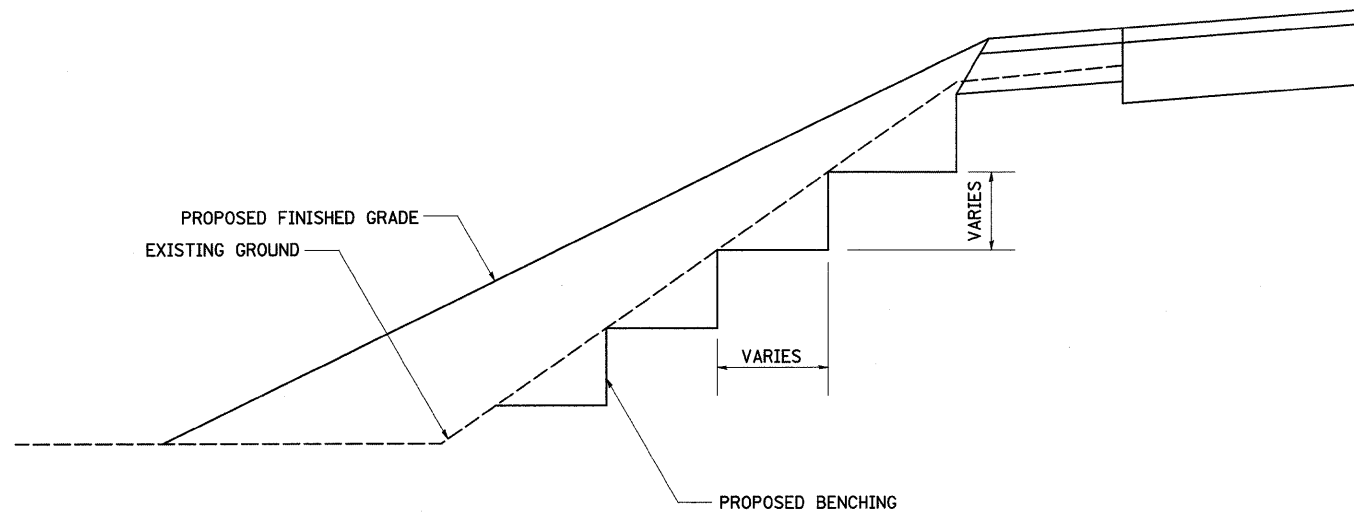 PROPOSED FINISHED GRADE
EXISTING GROUND
VARIES
VARIES
PROPOSED BENCHING